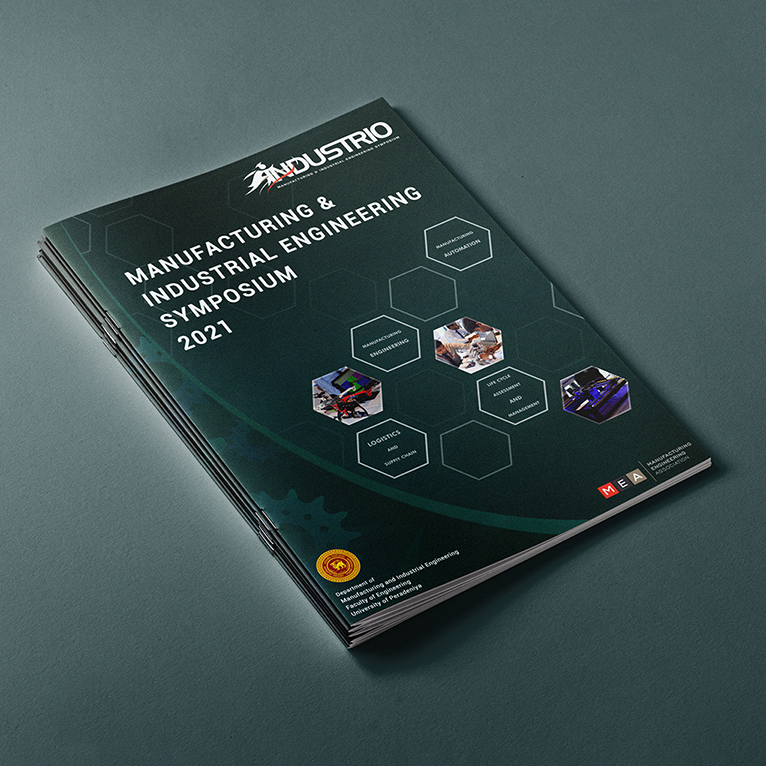 INDUSTRIO
MANUFACTURING & INDUSTRIAL ENGINEERING SYMPOSIUM
MANUFACTURING &
INDUSTRIAL ENGINEERING
SYMPOSIUM
2021
MANUFACTURING
AUTOMATION
MANUFACTURING
ENGINEERING
LIFE CYCLE
ASSESSMENT
AND
MANAGEMENT
LOGISTICS
AND
SUPPLY CHAIN
MEA
MANUFACTURING
ENGINEERING
ASSOCIATION
Department of
Manufacturing and Industrial Engineering
Faculty of Engineering
University of Peradeniya